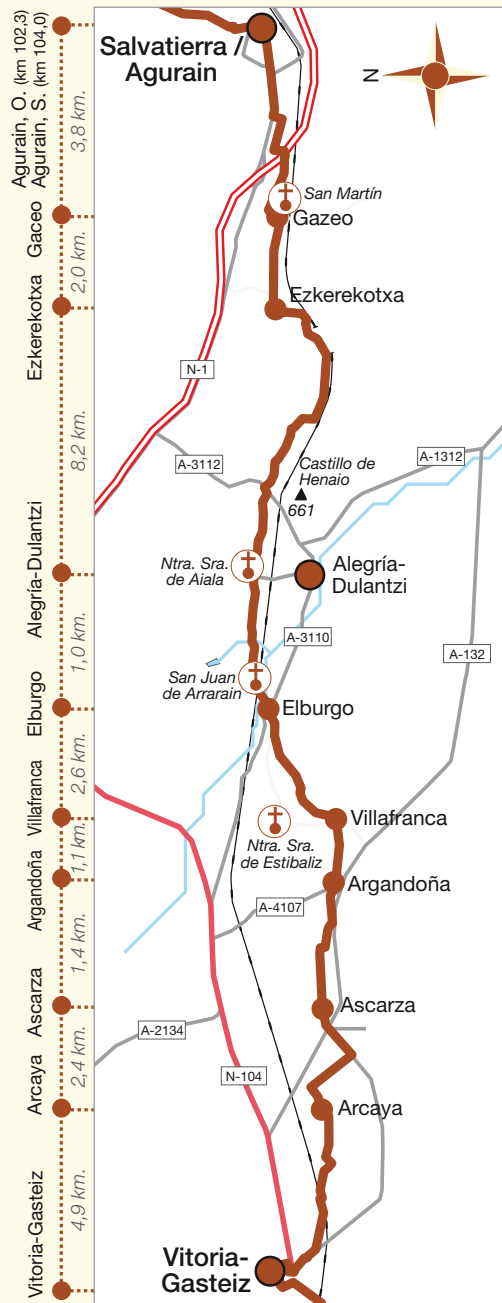 Agurain, O. (km 102,3)
Agurain, S. (km 104,0)
3,8 km.
Gaceo
2,0 km.
Ezkerekotxa
8,2 km.
Alegría-Dulantzi
1,0 km.
Elburgo
2,6 km.
Villafranca
1,1 km.
Argandoña
1,4 km.
Ascarza
2,4 km.
Arcaya
4,9 km.
Vitoria-Gasteiz
Salvatierra /
Agurain
N
San Martín
Gazeo
Ezkerekotxa
N-1
A-3112
Castillo de
Henaio
661
A-1312
Ntra. Sra.
de Aiala
Alegría-
Dulantzi
A-3110
A-132
San Juan
de Arrarain
Elburgo
Villafranca
Ntra. Sra.
de Estibaliz
Argandoña
A-4107
Ascarza
A-2134
N-104
Arcaya
Vitoria-
Gasteiz